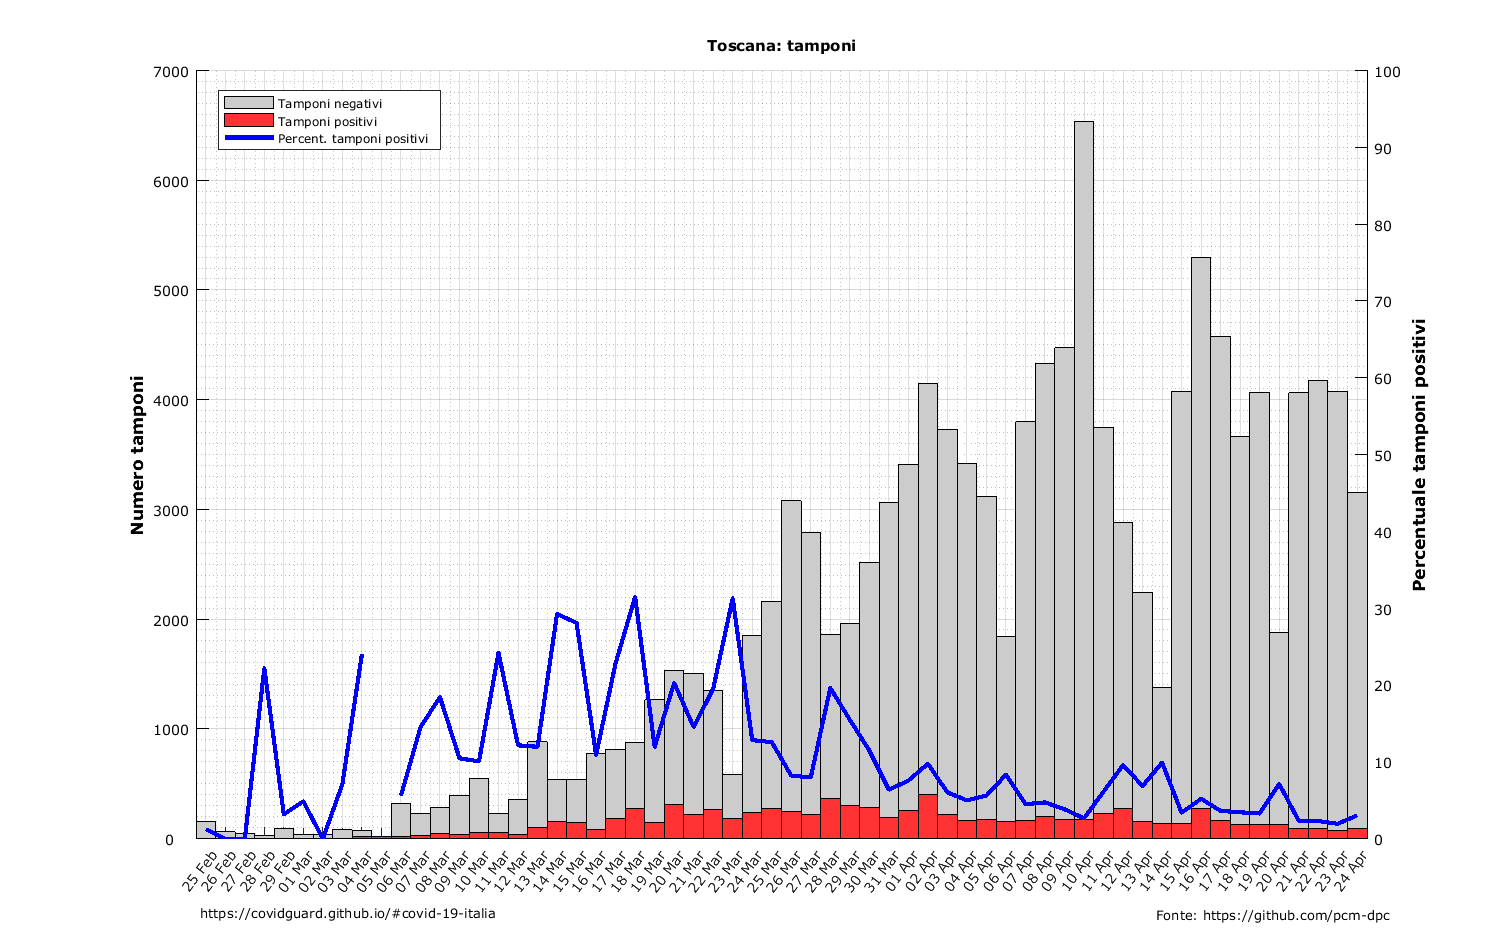 Toscana: tamponi
7000
6000
5000
4000
3000
2000
1000
0
Numero tamponi
Tamponi negativi
Tamponi positivi
Percent. tamponi positivi
100
90
80
70
60
50
40
30
20
10
0
Percentuale tamponi positivi
25 Feb
26 Feb
27 Feb
28 Feb
29 Feb
01 Mar
02 Mar
03 Mar
04 Mar
05 Mar
06 Mar
07 Mar
08 Mar
09 Mar
10 Mar
11 Mar
12 Mar
13 Mar
14 Mar
15 Mar
16 Mar
17 Mar
18 Mar
19 Mar
20 Mar
21 Mar
22 Mar
23 Mar
24 Mar
25 Mar
26 Mar
27 Mar
28 Mar
29 Mar
30 Mar
31 Mar
01 Apr
02 Apr
03 Apr
04 Apr
05 Apr
06 Apr
07 Apr
08 Apr
09 Apr
10 Apr
11 Apr
12 Apr
13 Apr
14 Apr
15 Apr
16 Apr
17 Apr
18 Apr
19 Apr
20 Apr
21 Apr
22 Apr
23 Apr
24 Apr
https://covidguard.github.io/#covid-19-italia
Fonte: https://github.com/pcm-dpc